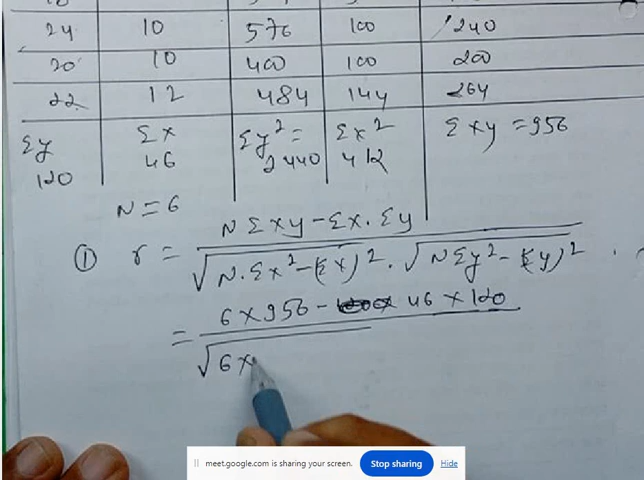 24 10 576 100 240
20 10 400 100 200
22 12 484 144 264
Σy Σx Σy² = Σx² Σxy = 956
120 46 2440 412
N = 6
① r = NΣxy - Σx. Σy
√N.Σx² - (Σx)² . √NΣy² - (Σy)²
= 6 × 956 - 46 × 120
√6 ×
meet.google.com is sharing your screen. Stop sharing Hide